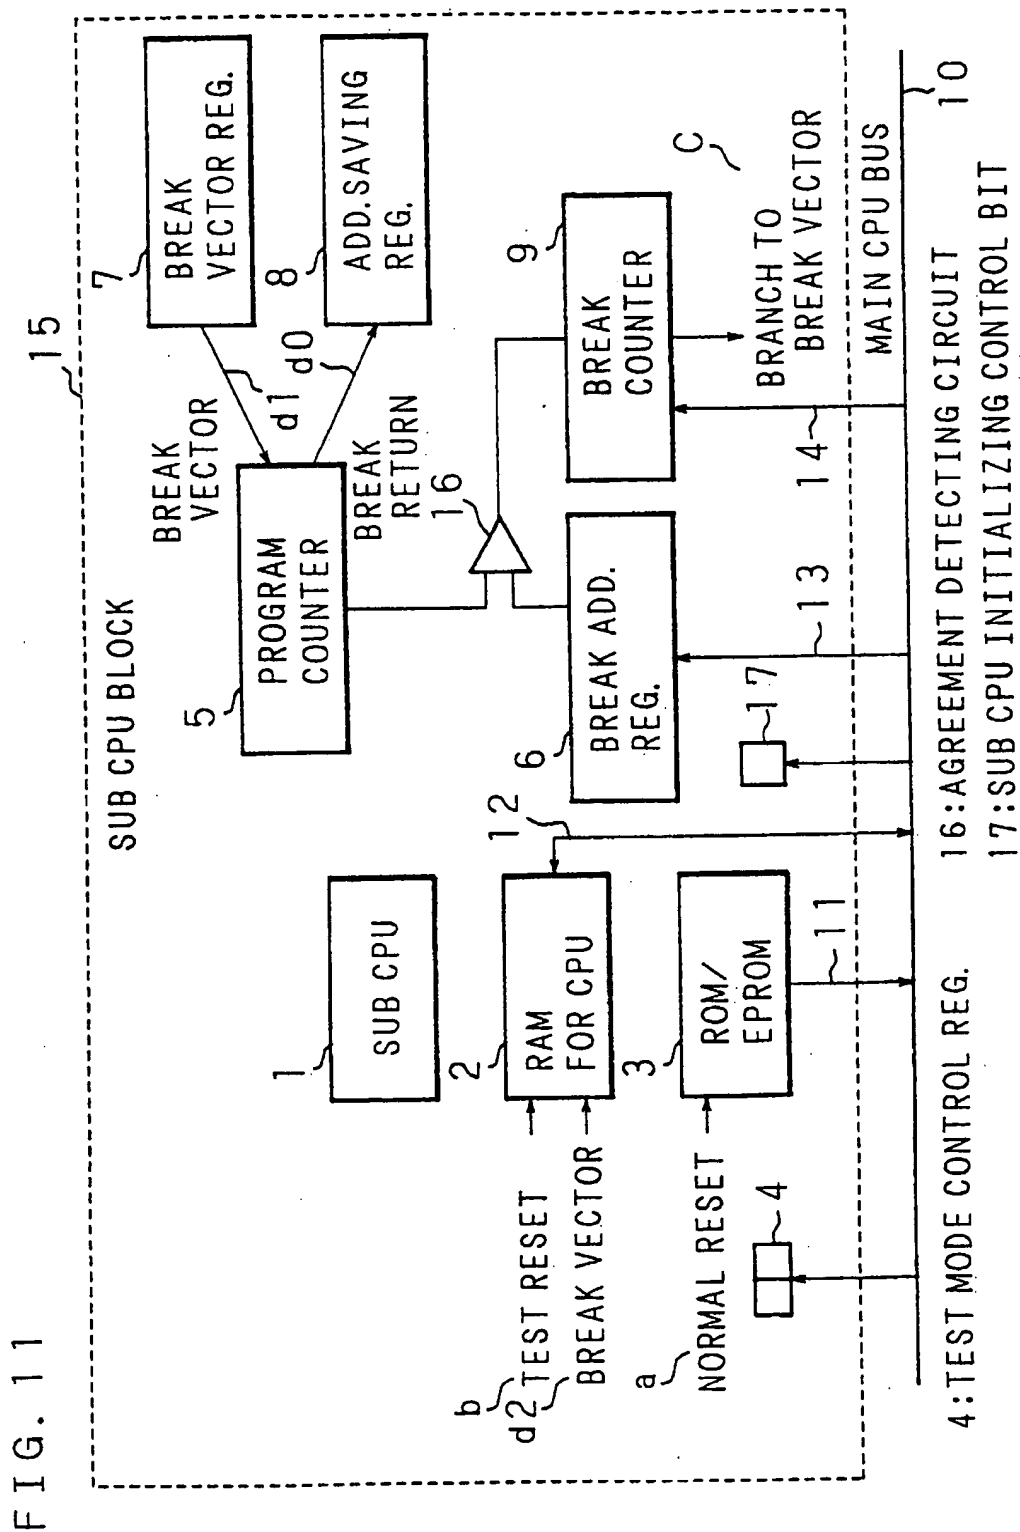 FIG. 11
SUB CPU BLOCK
15
1
SUB CPU
5
PROGRAM
COUNTER
BREAK
VECTOR
d1
7
BREAK
VECTOR REG.
BREAK
RETURN
d0
8
ADD.SAVING
REG.
16
b
TEST RESET
d2
BREAK VECTOR
2
RAM
FOR CPU
12
6
BREAK ADD.
REG.
9
BREAK
COUNTER
a
NORMAL RESET
3
ROM/
EPROM
4
11
17
13
14
BRANCH TO
BREAK VECTOR
C
MAIN CPU BUS
10
4:TEST MODE CONTROL REG.
16:AGREEMENT DETECTING CIRCUIT
17:SUB CPU INITIALIZING CONTROL BIT